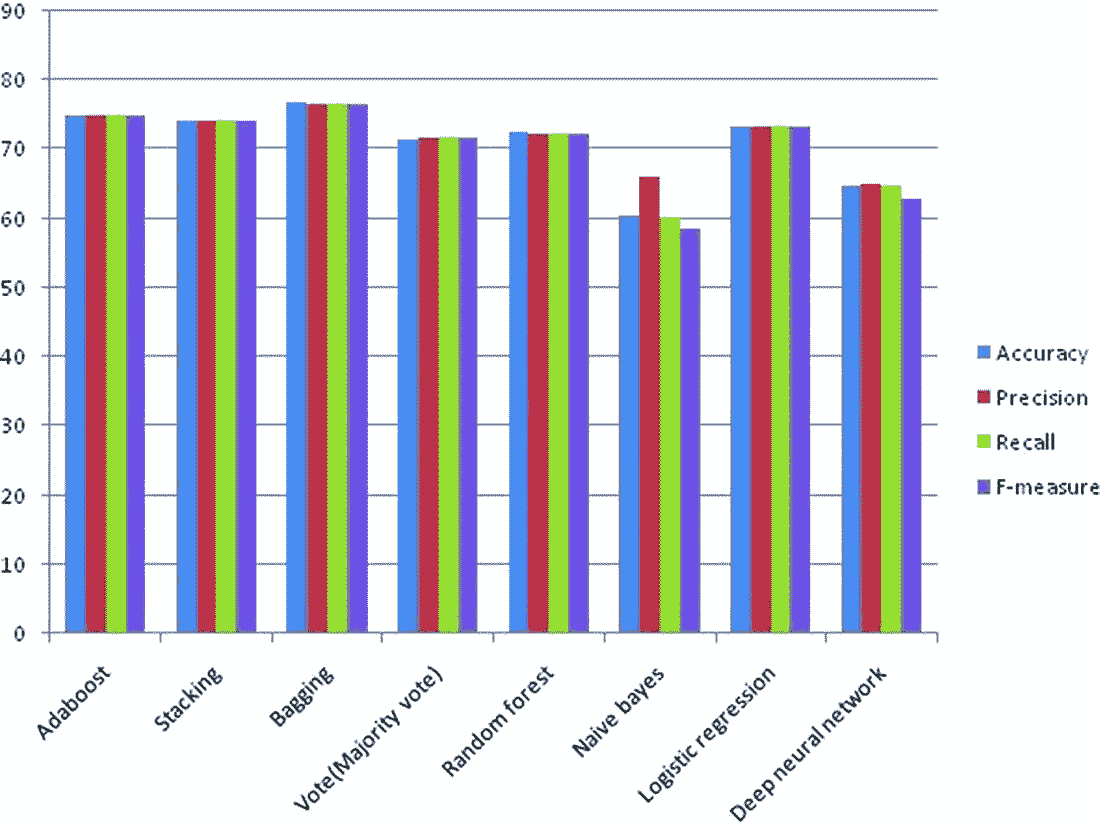 90
80
70
60
50
40
30
20
10
0
Adaboost
Stacking
Bagging
Vote(Majority vote)
Random forest
Naive bayes
Logistic regression
Deep neural network
Accuracy
Precision
Recall
F-measure